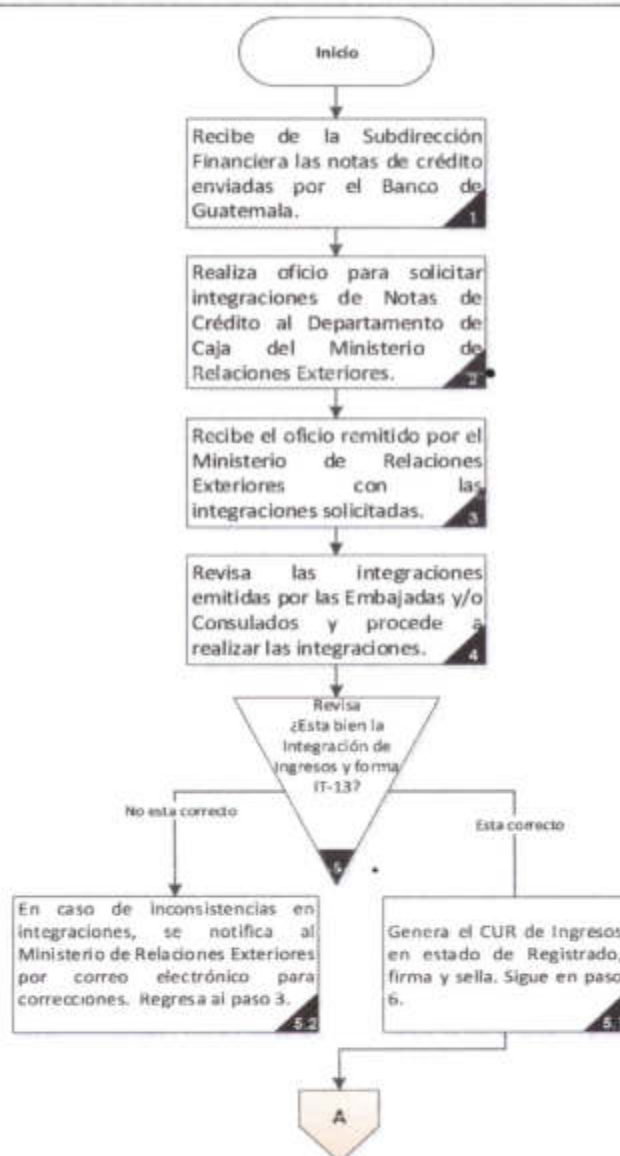 Inicio
Recibe de la Subdirección
Financiera las notas de crédito
enviadas por el Banco de
Guatemala.
1
Realiza oficio para solicitar
integraciones de Notas de
Crédito al Departamento de
Caja del Ministerio de
Relaciones Exteriores.
2
Recibe el oficio remitido por el
Ministerio de Relaciones
Exteriores con las
integraciones solicitadas.
3
Revisa las integraciones
emitidas por las Embajadas y/o
Consulados y procede a
realizar las integraciones.
4
Revisa
¿Esta bien la
Integración de
Ingresos y forma
IT-13?
5
No esta correcto
Esta correcto
En caso de inconsistencias en
integraciones, se notifica al
Ministerio de Relaciones Exteriores
por correo electrónico para
correcciones. Regresa al paso 3.
5.2
Genera el CUR de Ingresos
en estado de Registrado,
firma y sella. Sigue en paso
6.
5.1
A